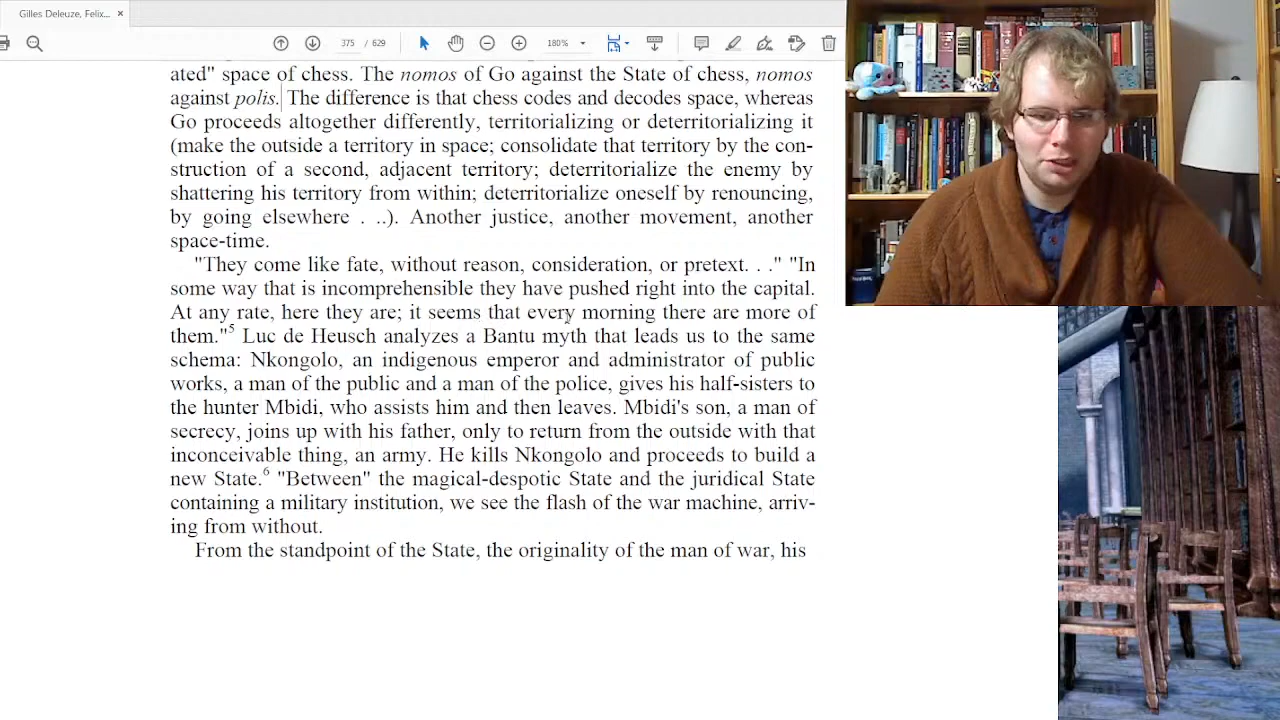 Gilles Deleuze, Felix...
375 / 629
180%
ated" space of chess. The nomos of Go against the State of chess, nomos
against polis. The difference is that chess codes and decodes space, whereas
Go proceeds altogether differently, territorializing or deterritorializing it
(make the outside a territory in space; consolidate that territory by the con-
struction of a second, adjacent territory; deterritorialize the enemy by
shattering his territory from within; deterritorialize oneself by renouncing,
by going elsewhere . ..). Another justice, another movement, another
space-time.
"They come like fate, without reason, consideration, or pretext. . ." "In
some way that is incomprehensible they have pushed right into the capital.
At any rate, here they are; it seems that every morning there are more of
them."5 Luc de Heusch analyzes a Bantu myth that leads us to the same
schema: Nkongolo, an indigenous emperor and administrator of public
works, a man of the public and a man of the police, gives his half-sisters to
the hunter Mbidi, who assists him and then leaves. Mbidi's son, a man of
secrecy, joins up with his father, only to return from the outside with that
inconceivable thing, an army. He kills Nkongolo and proceeds to build a
new State.6 "Between" the magical-despotic State and the juridical State
containing a military institution, we see the flash of the war machine, arriv-
ing from without.
From the standpoint of the State, the originality of the man of war, his